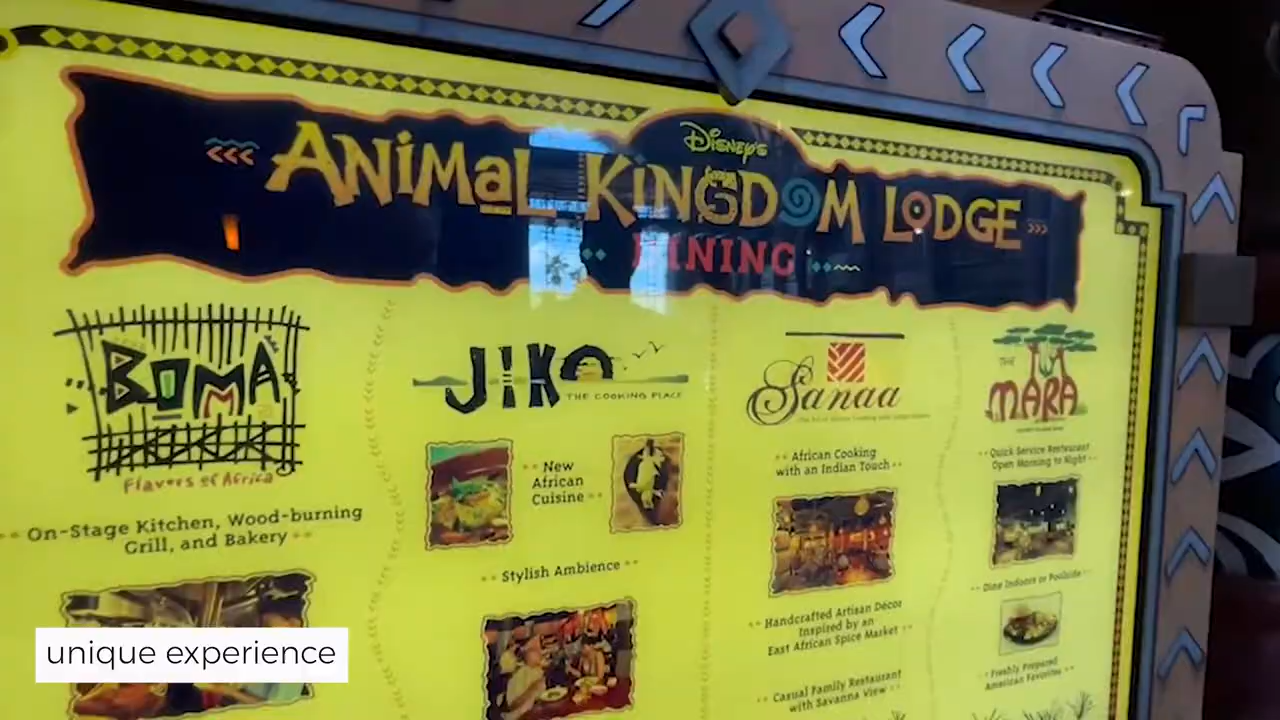 Disney's
ANIMAL KINGDOM LODGE
DINING
BOMA
Flavors of Africa
On-Stage Kitchen, Wood-burning
Grill, and Bakery
JIKO
THE COOKING PLACE
New
African
Cuisine
Stylish Ambience
Sanaa
African Cooking
with an Indian Touch
Handcrafted Artisan Décor
Inspired by an
East African Spice Market
Casual Family Restaurant
with Savanna View
THE
MARA
Quick Service Restaurant
Open Morning to Night
Dine Indoors or Poolside
Freshly Prepared
American Favorites
unique experience